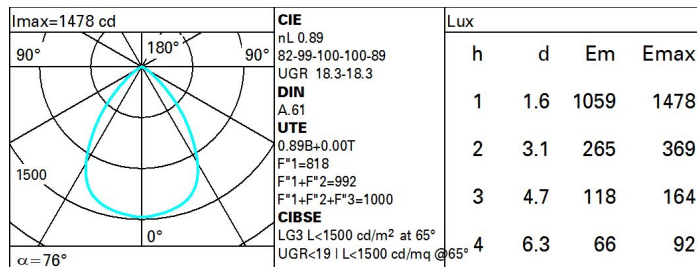 Imax=1478 cd
90° 180° 90°
1500
0°
α=76°
CIE
nL 0.89
82-99-100-100-89
UGR 18.3-18.3
DIN
A.61
UTE
0.89B+0.00T
F"1=818
F"1+F"2=992
F"1+F"2+F"3=1000
CIBSE
LG3 L<1500 cd/m² at 65°
UGR<19 | L<1500 cd/mq @65°
Lux
h d Em Emax
1 1.6 1059 1478
2 3.1 265 369
3 4.7 118 164
4 6.3 66 92